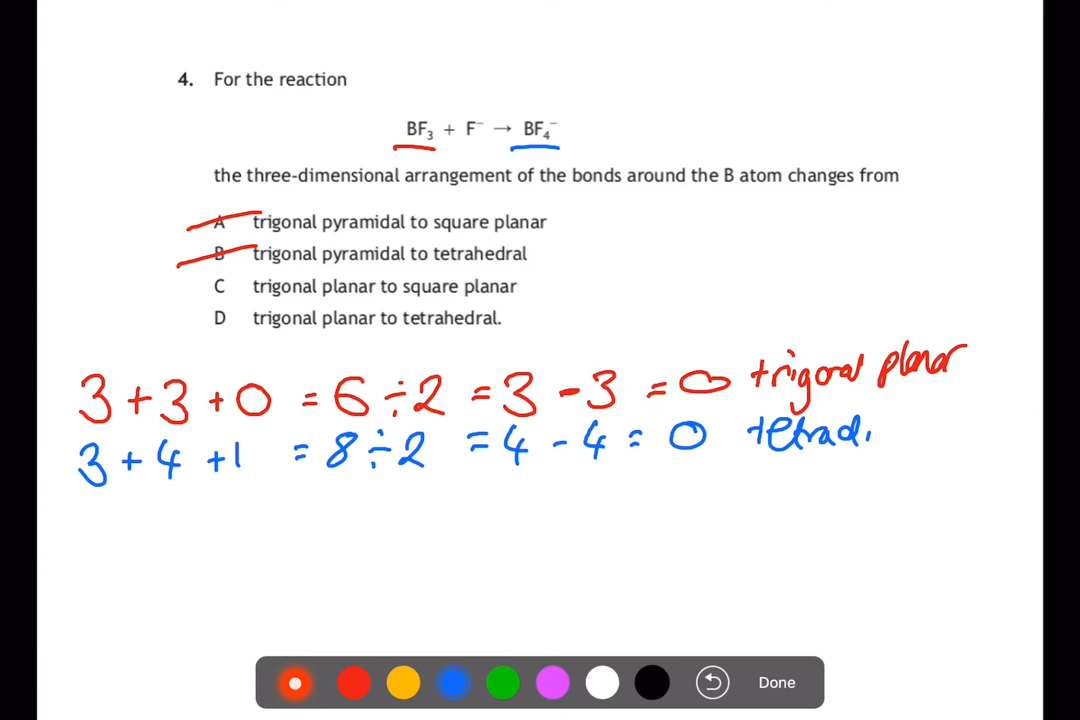 4. For the reaction
BF₃ + F⁻ → BF₄⁻
the three-dimensional arrangement of the bonds around the B atom changes from
A trigonal pyramidal to square planar
B trigonal pyramidal to tetrahedral
C trigonal planar to square planar
D trigonal planar to tetrahedral.
3 + 3 + 0 = 6 ÷ 2 = 3 - 3 = 0 trigonal planar
3 + 4 + 1 = 8 ÷ 2 = 4 - 4 = 0 tetrad.
Done